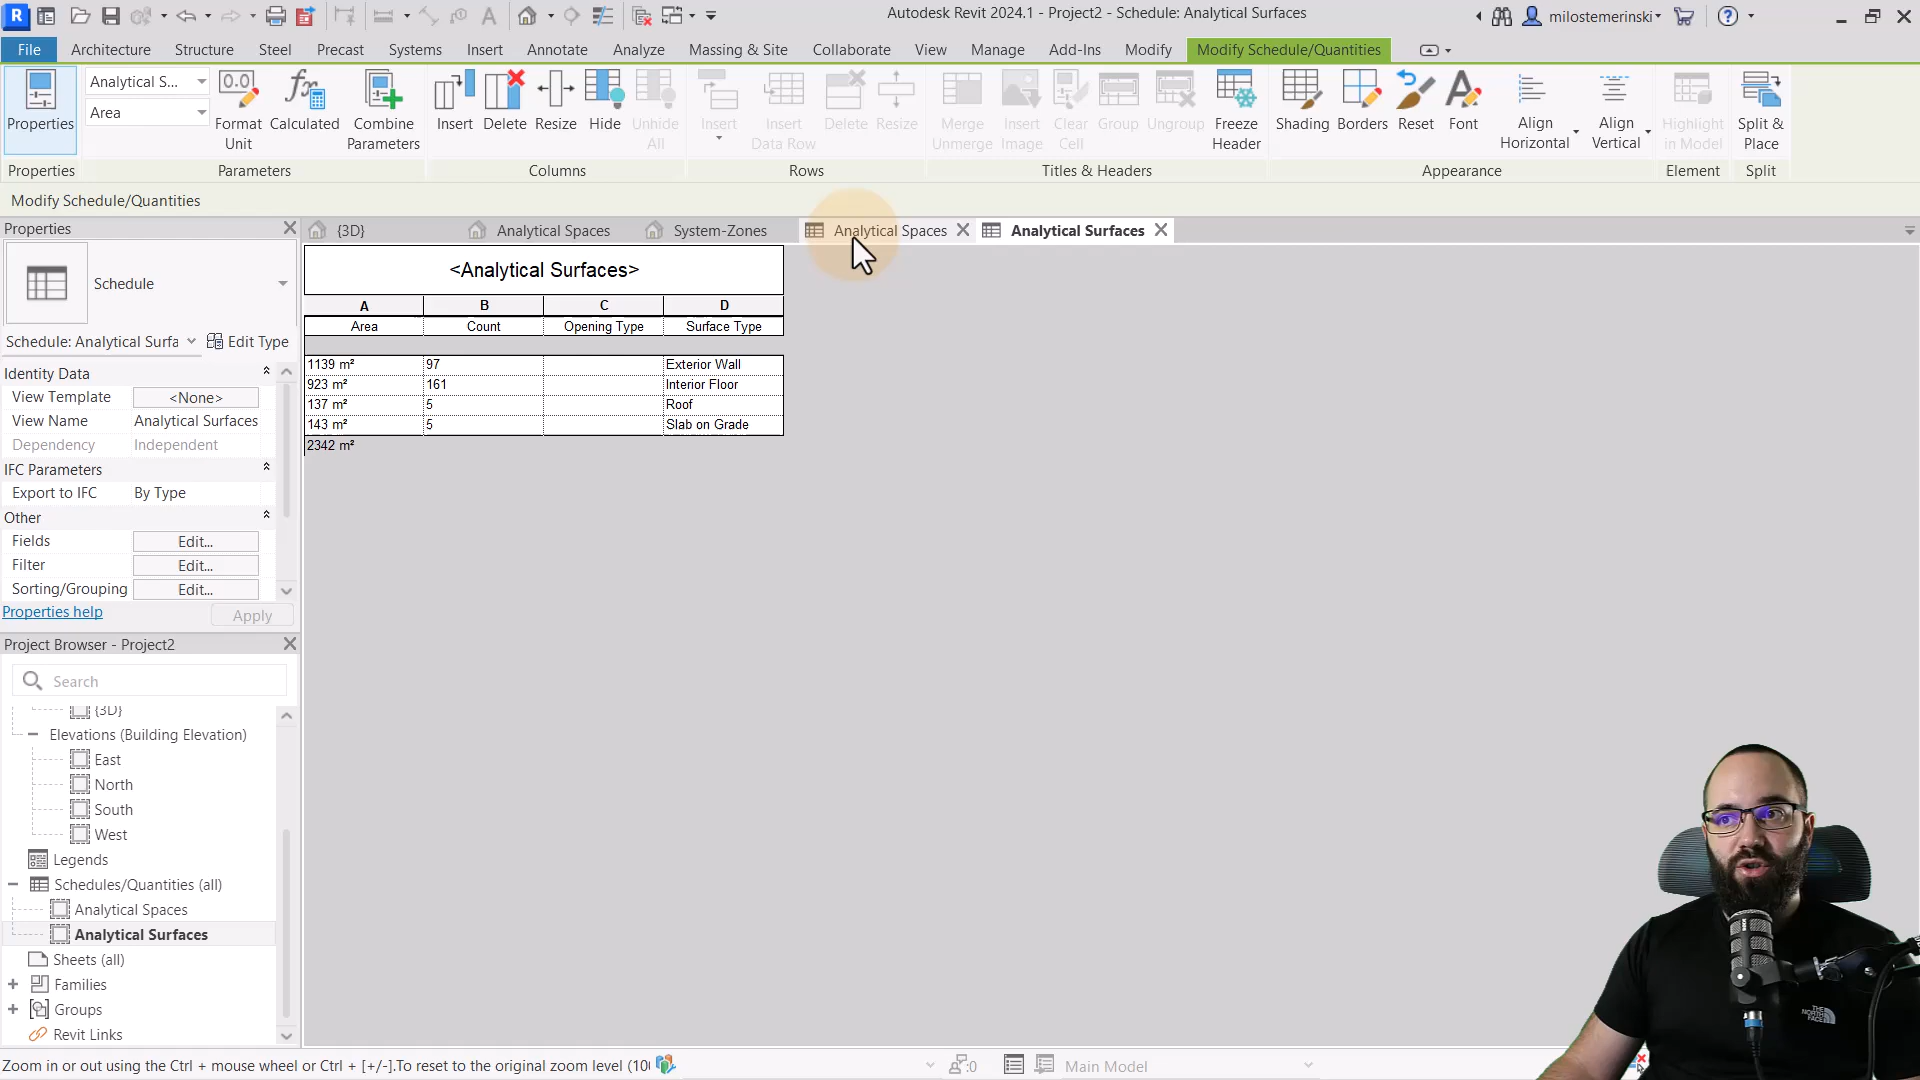 Autodesk Revit 2024.1 - Project2 - Schedule: Analytical Surfaces
milostemerinski
File Architecture Structure Steel Precast Systems Insert Annotate Analyze Massing & Site Collaborate View Manage Add-Ins Modify Modify Schedule/Quantities
Properties
Analytical S...
Area
Format Unit
Calculated
Combine Parameters
Insert
Delete
Resize
Hide
Unhide All
Insert
Insert Data Row
Delete
Resize
Merge Unmerge
Insert Image
Clear Cell
Group
Ungroup
Freeze Header
Shading
Borders
Reset
Font
Align Horizontal
Align Vertical
Highlight in Model
Split & Place
Properties Parameters Columns Rows Titles & Headers Appearance Element Split
Modify Schedule/Quantities
Properties
{3D} Analytical Spaces System-Zones Analytical Spaces Analytical Surfaces
Schedule
Schedule: Analytical Surfa Edit Type
Identity Data
View Template <None>
View Name Analytical Surfaces
Dependency Independent
IFC Parameters
Export to IFC By Type
Other
Fields Edit...
Filter Edit...
Sorting/Grouping Edit...
Properties help Apply
<Analytical Surfaces>
A B C D
Area Count Opening Type Surface Type
1139 m² 97 Exterior Wall
923 m² 161 Interior Floor
137 m² 5 Roof
143 m² 5 Slab on Grade
2342 m²
Project Browser - Project2
Search
{3D}
Elevations (Building Elevation)
East
North
South
West
Legends
Schedules/Quantities (all)
Analytical Spaces
Analytical Surfaces
Sheets (all)
Families
Groups
Revit Links
Zoom in or out using the Ctrl + mouse wheel or Ctrl + [+/-].To reset to the original zoom level (10
:0
Main Model
THE NORTH FACE